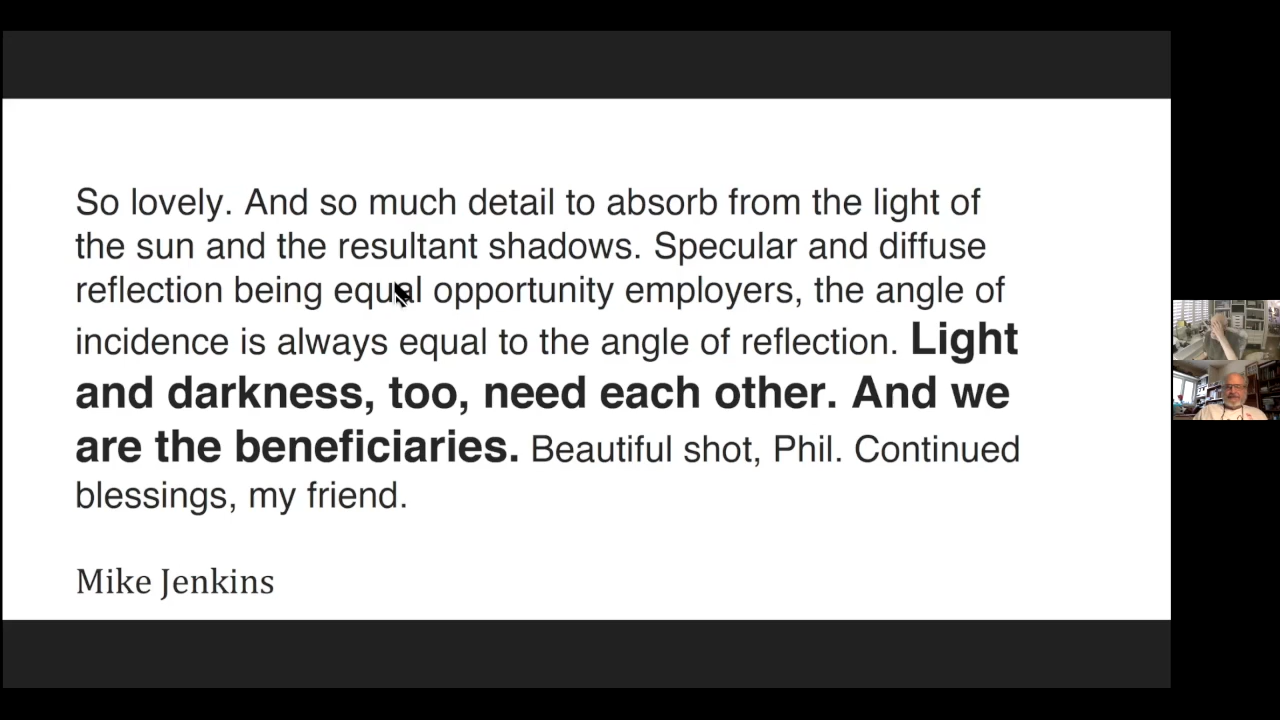 So lovely. And so much detail to absorb from the light of
the sun and the resultant shadows. Specular and diffuse
reflection being equal opportunity employers, the angle of
incidence is always equal to the angle of reflection. Light
and darkness, too, need each other. And we
are the beneficiaries. Beautiful shot, Phil. Continued
blessings, my friend.
Mike Jenkins